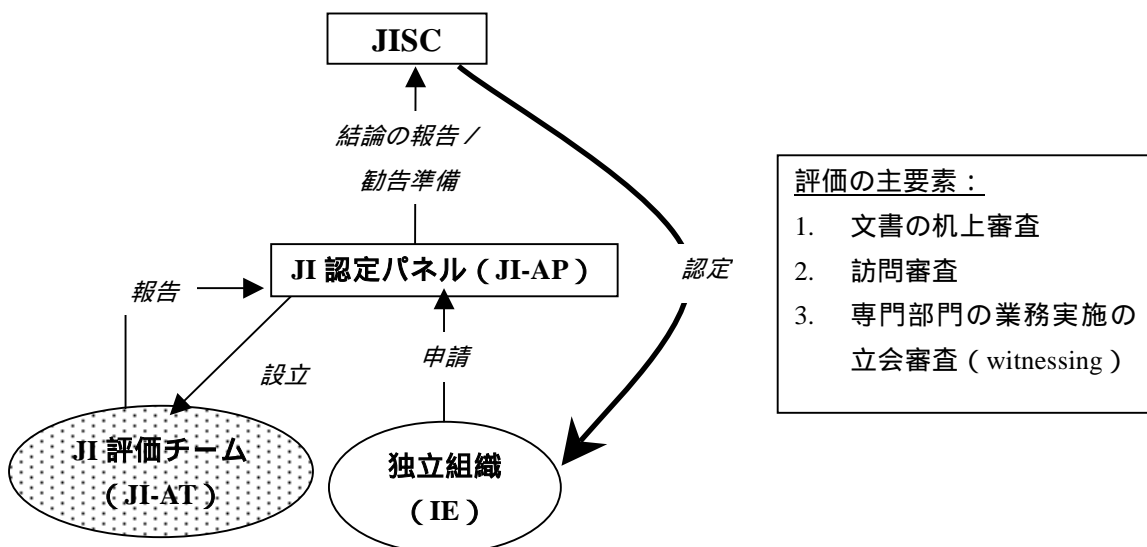 JISC
結論の報告／
勧告準備
JI 認定パネル（JI-AP）
認定
報告
申請
設立
JI 評価チーム
（JI-AT）
独立組織
（IE）
評価の主要素：
1. 文書の机上審査
2. 訪問審査
3. 専門部門の業務実施の
立会審査（witnessing）